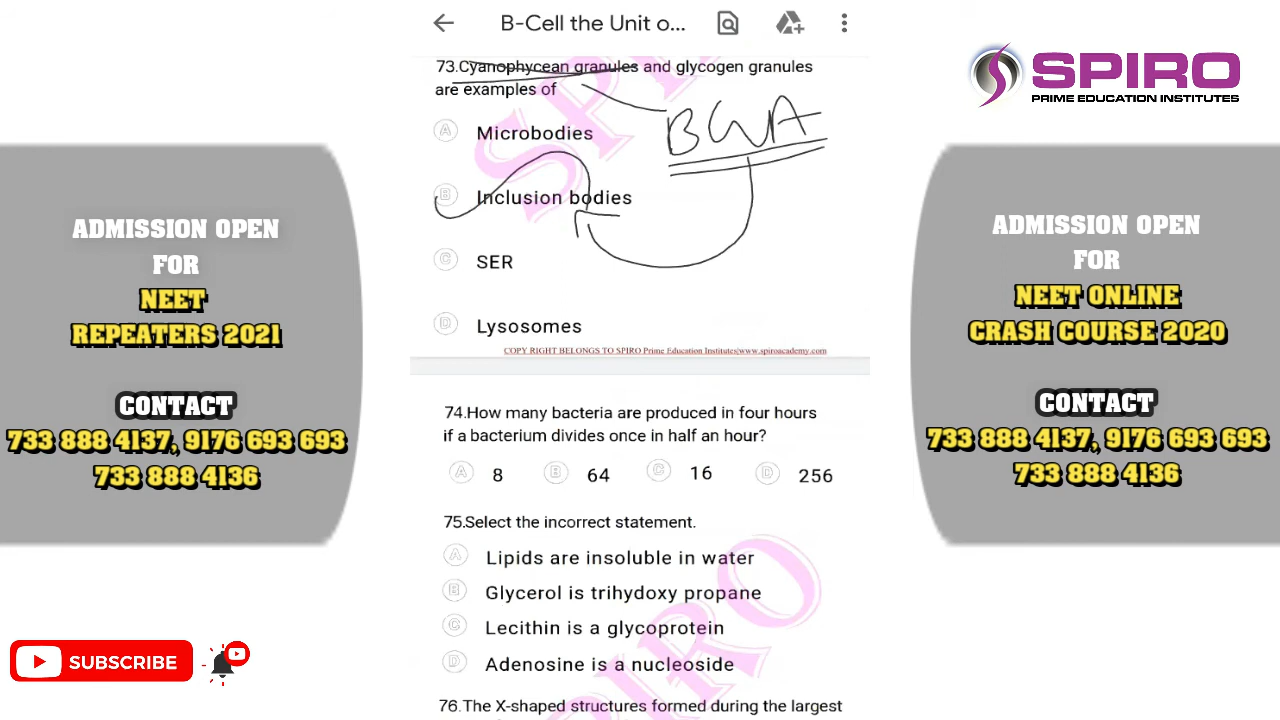 B-Cell the Unit o...
SPIRO
PRIME EDUCATION INSTITUTES
73.Cyanophycean granules and glycogen granules
are examples of
BGA
A Microbodies
B Inclusion bodies
C SER
D Lysosomes
COPY RIGHT BELONGS TO SPIRO Prime Education Institutes|www.spiroacademy.com
74.How many bacteria are produced in four hours
if a bacterium divides once in half an hour?
A 8 B 64 C 16 D 256
75.Select the incorrect statement.
A Lipids are insoluble in water
B Glycerol is trihydoxy propane
C Lecithin is a glycoprotein
D Adenosine is a nucleoside
76.The X-shaped structures formed during the largest
SPIRO
SPIRO
ADMISSION OPEN
FOR
NEET
REPEATERS 2021
CONTACT
733 888 4137, 9176 693 693
733 888 4136
ADMISSION OPEN
FOR
NEET ONLINE
CRASH COURSE 2020
CONTACT
733 888 4137, 9176 693 693
733 888 4136
SUBSCRIBE